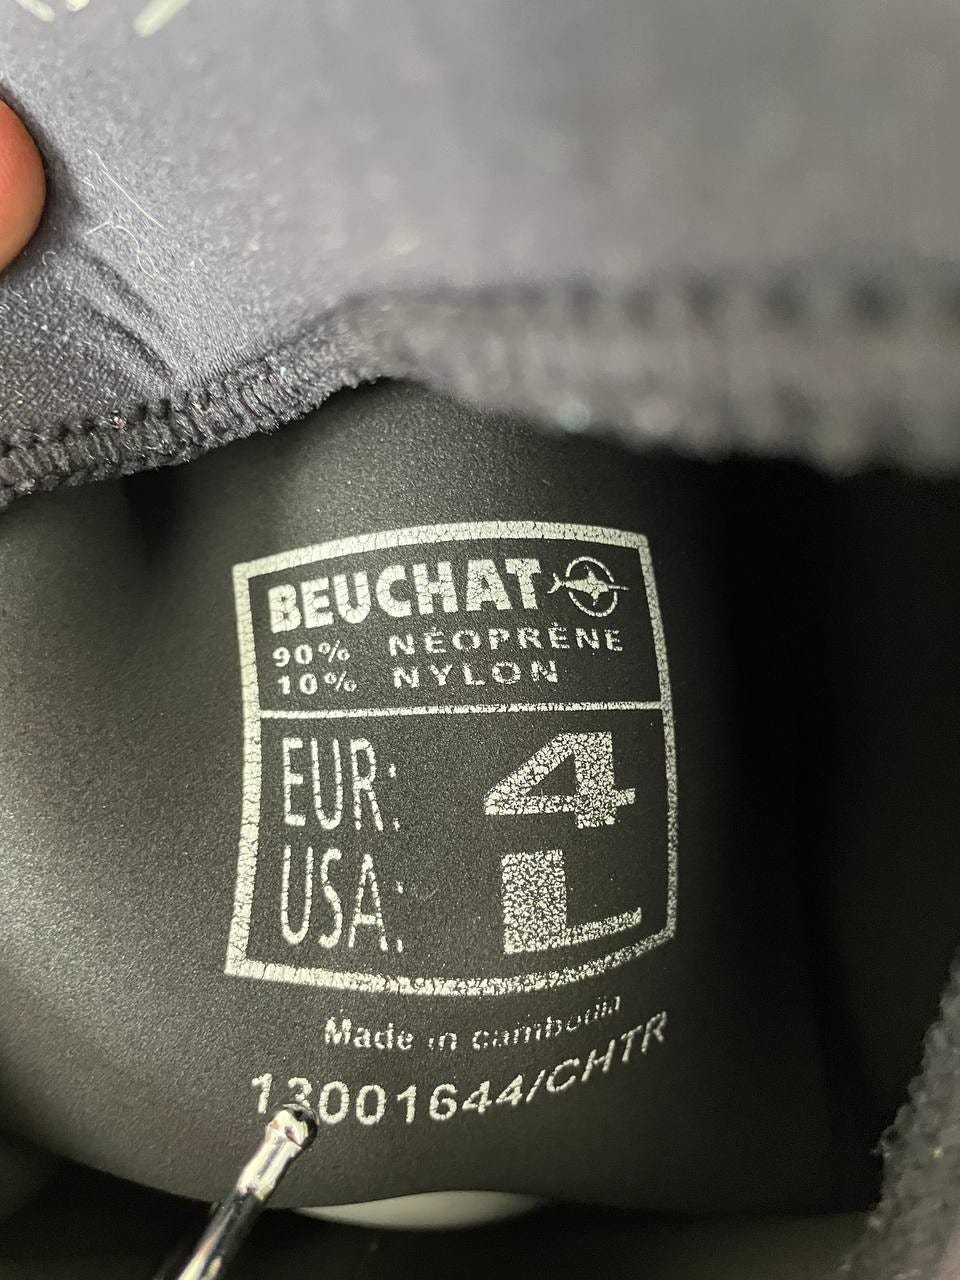 BEUCHAT
90% NÉOPRÈNE
10% NYLON
EUR: 4
USA: L
Made in cambodia
13001644/CHTR